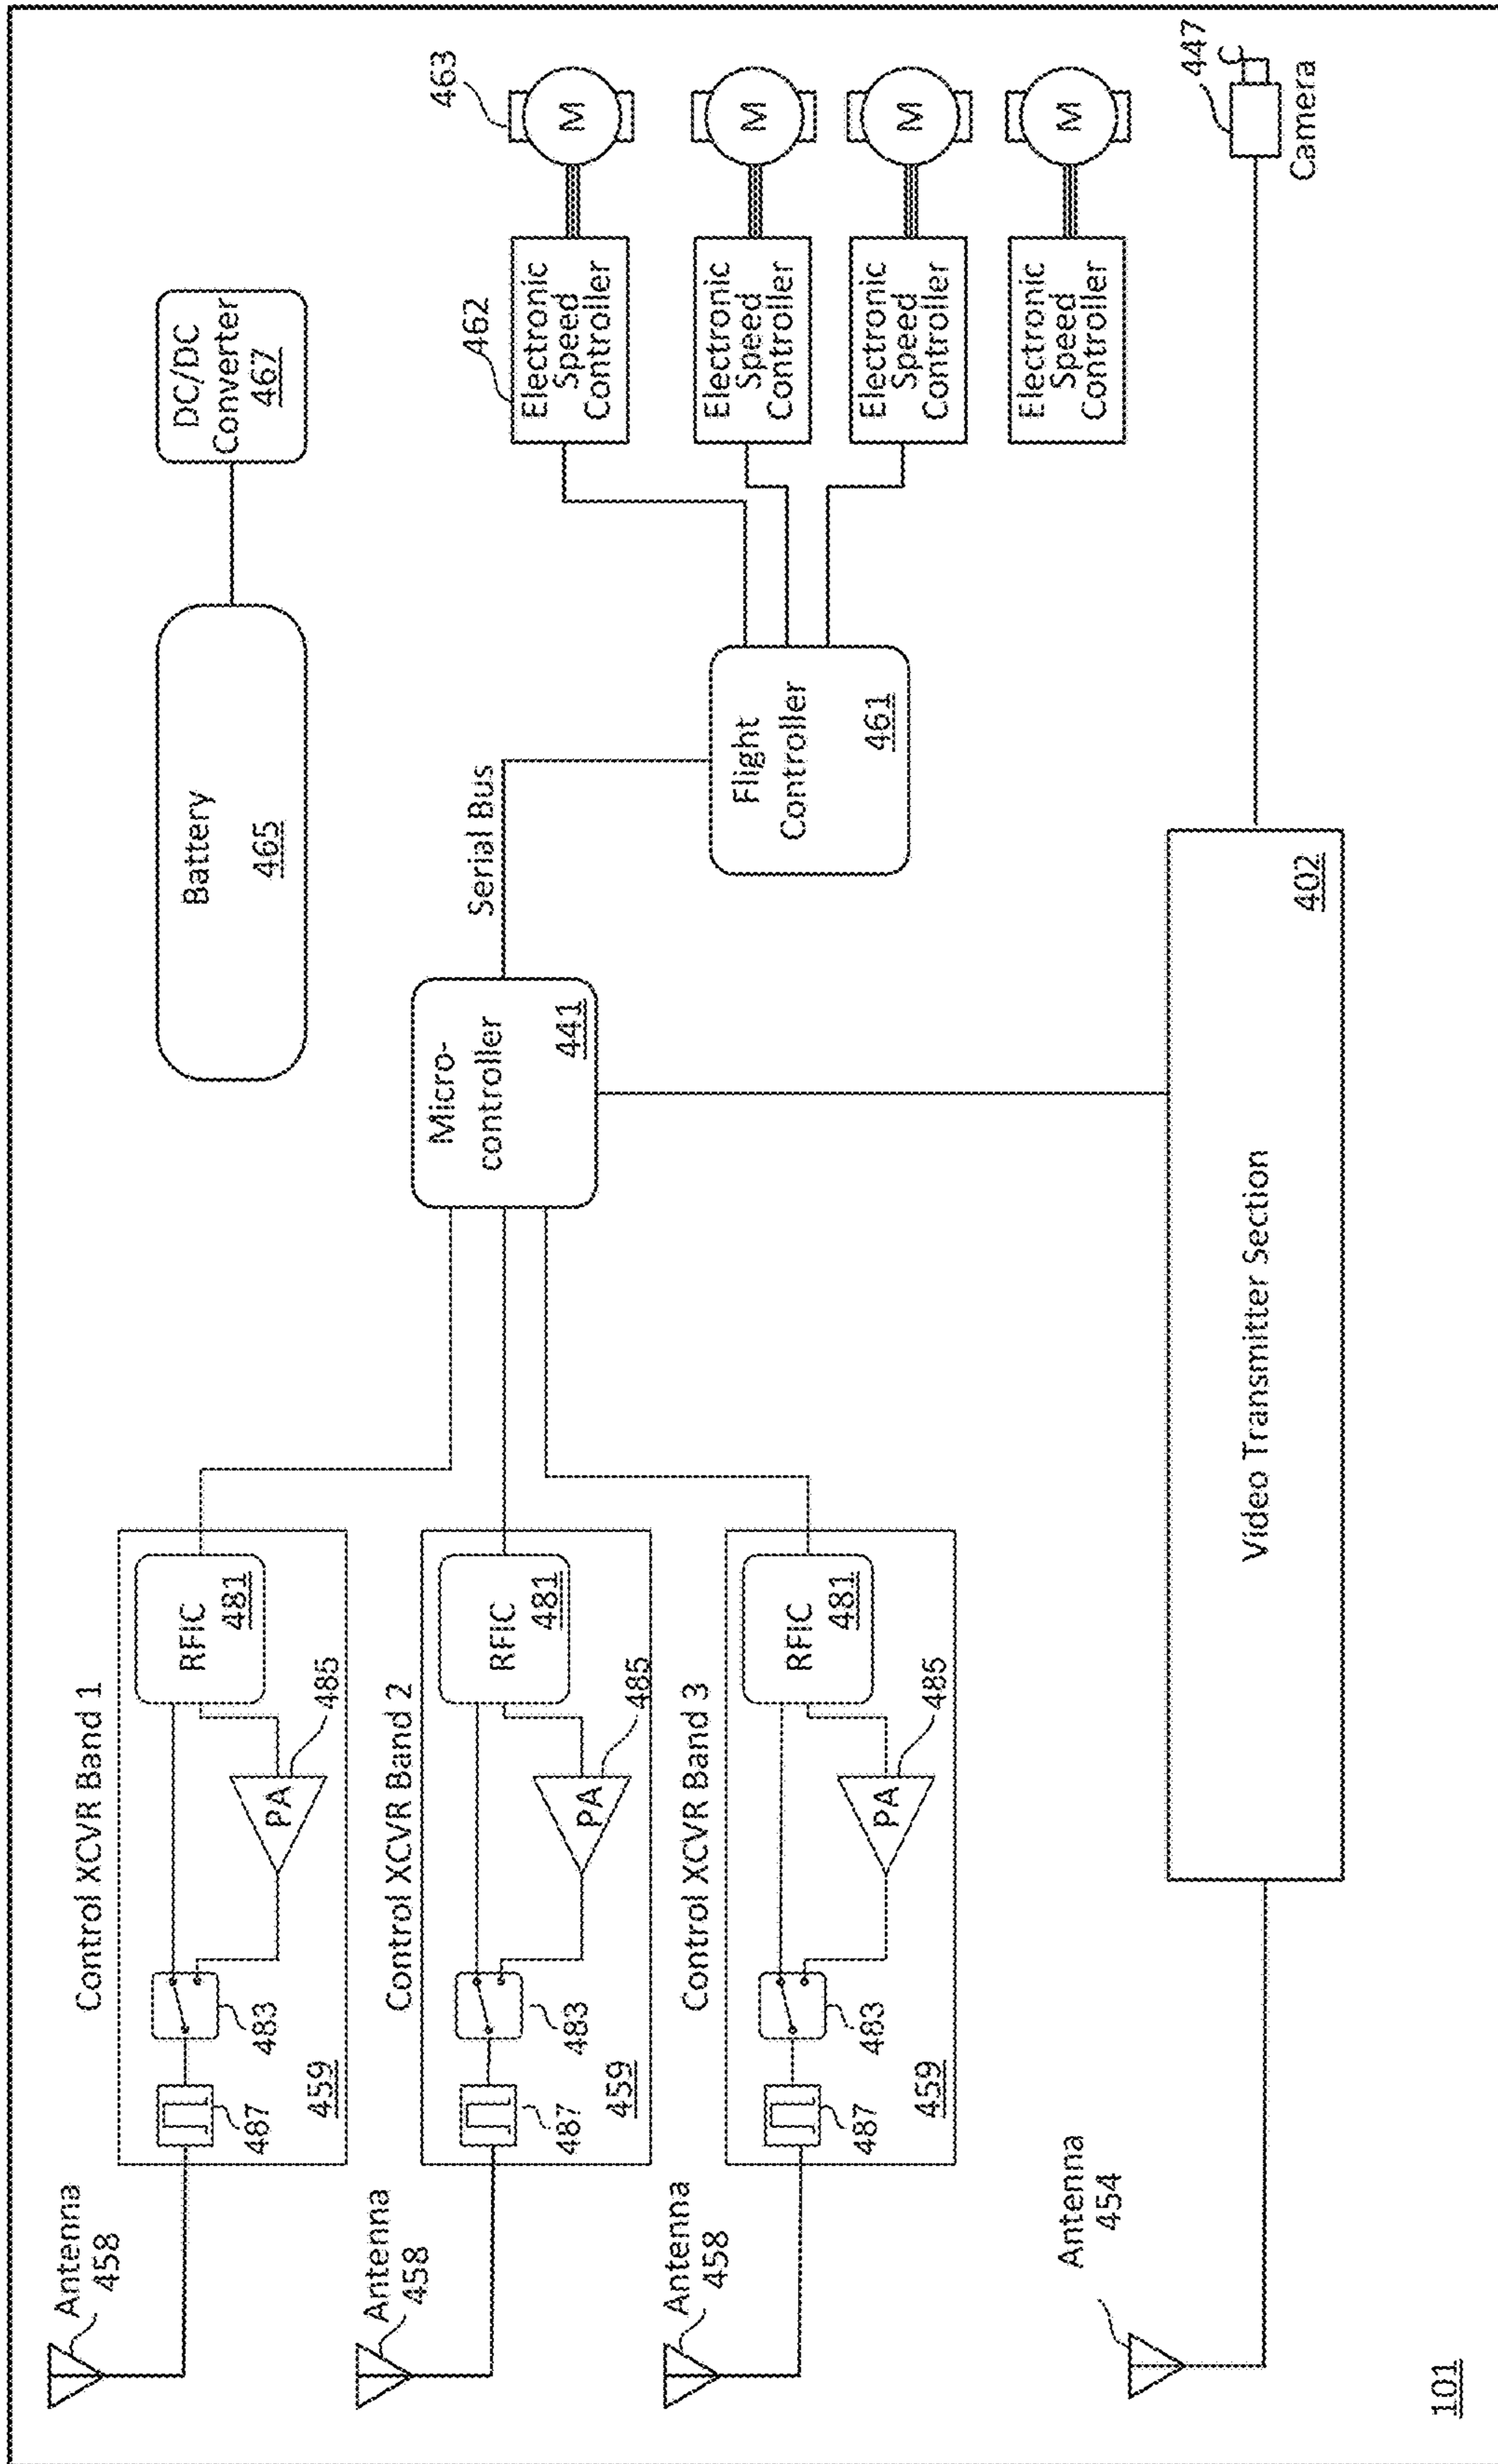 Antenna
458
Control XCVR Band 1
487
483
PA
485
RFIC
481
459
Antenna
458
Control XCVR Band 2
487
483
PA
485
RFIC
481
459
Antenna
458
Control XCVR Band 3
487
483
PA
485
RFIC
481
459
Micro-
controller
441
Serial Bus
Battery
465
DC/DC
Converter
467
Flight
Controller
461
462
Electronic
Speed
Controller
463
M
Electronic
Speed
Controller
M
Electronic
Speed
Controller
M
Electronic
Speed
Controller
M
Antenna
454
Video Transmitter Section
402
447
Camera
101